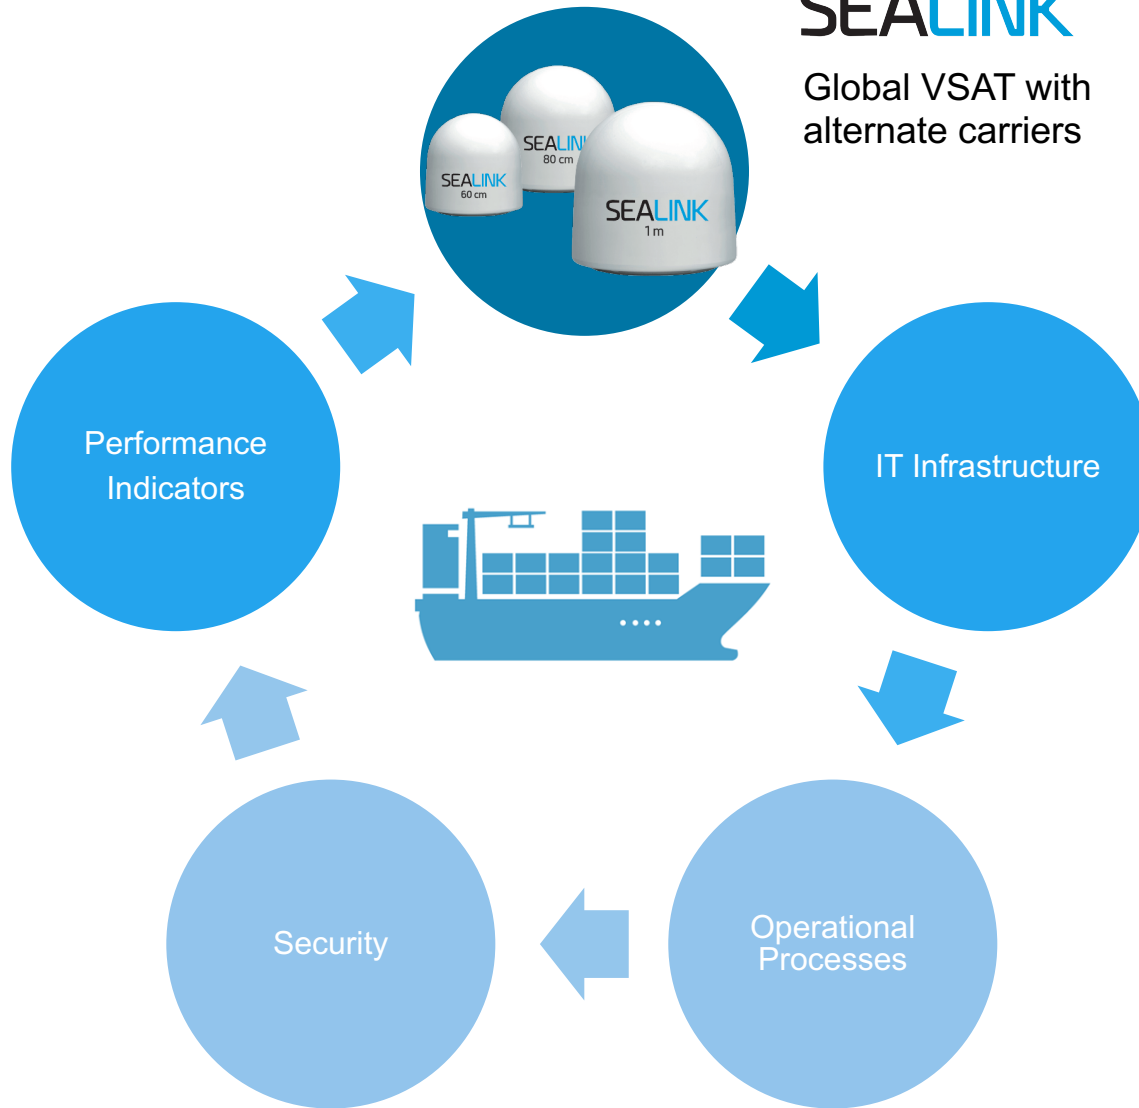 SEALINK
Global VSAT with
alternate carriers
SEALINK
80 cm
SEALINK
60 cm
SEALINK
1 m
Performance
Indicators
IT Infrastructure
Security
Operational
Processes